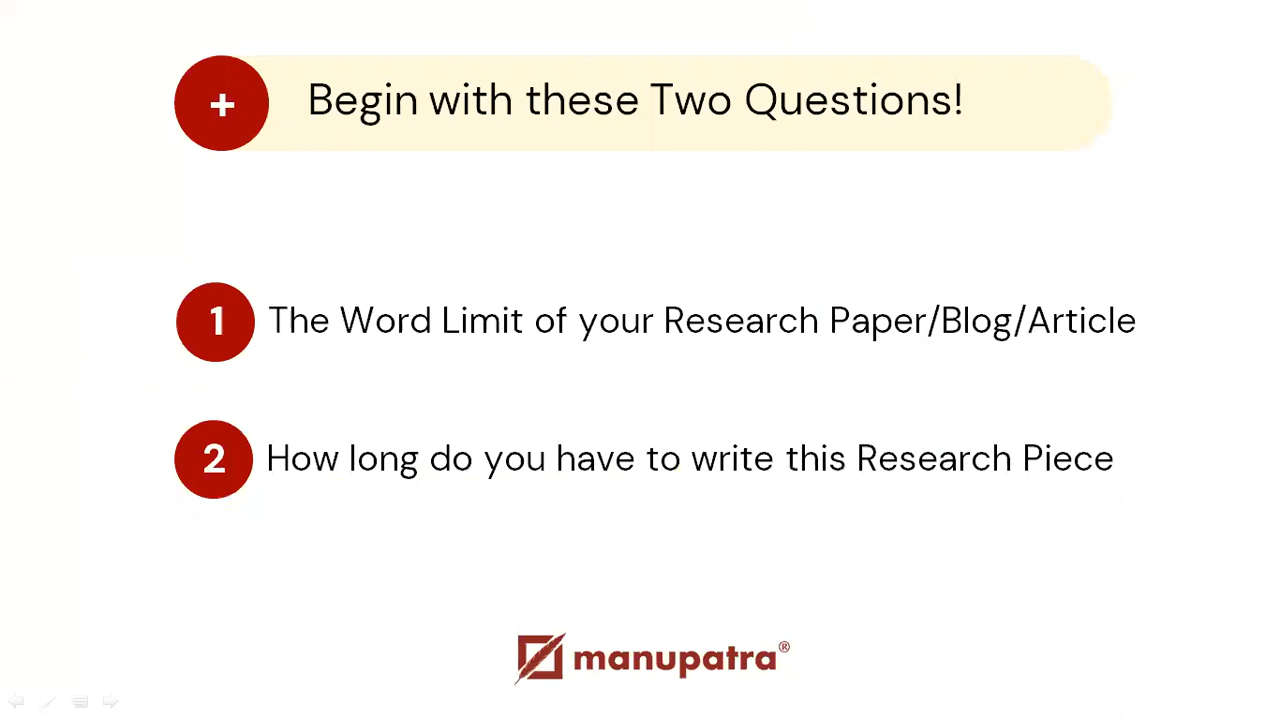 + Begin with these Two Questions!
1 The Word Limit of your Research Paper/Blog/Article
2 How long do you have to write this Research Piece
manupatra®